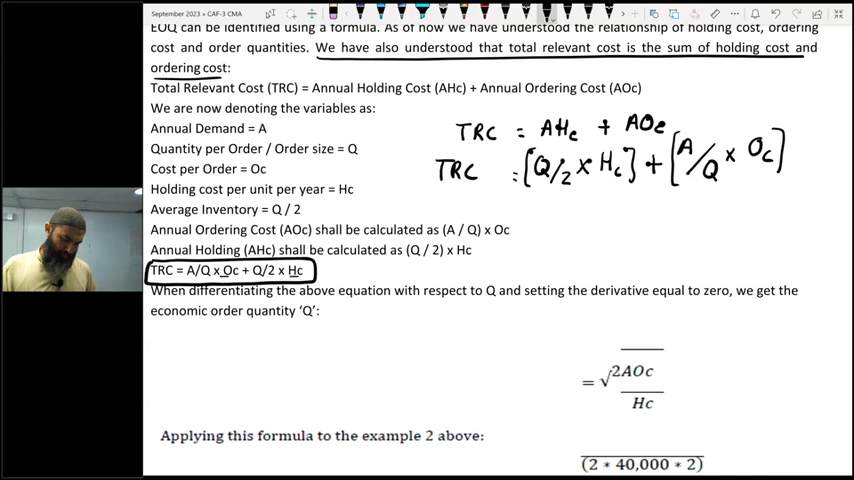 September 2023 » CAF-3 CMA
EOQ can be identified using a formula. As of now we have understood the relationship of holding cost, ordering
cost and order quantities. We have also understood that total relevant cost is the sum of holding cost and
ordering cost:
Total Relevant Cost (TRC) = Annual Holding Cost (AHc) + Annual Ordering Cost (AOc)
We are now denoting the variables as:
Annual Demand = A
TRC = AHc + AOc
Quantity per Order / Order size = Q
Cost per Order = Oc
TRC = [Q/2 x Hc] + [A/Q x Oc]
Holding cost per unit per year = Hc
Average Inventory = Q / 2
Annual Ordering Cost (AOc) shall be calculated as (A / Q) x Oc
Annual Holding (AHc) shall be calculated as (Q / 2) x Hc
TRC = A/Q x Oc + Q/2 x Hc
When differentiating the above equation with respect to Q and setting the derivative equal to zero, we get the
economic order quantity ‘Q’:
= √2AOc
Hc
Applying this formula to the example 2 above:
(2 * 40,000 * 2)